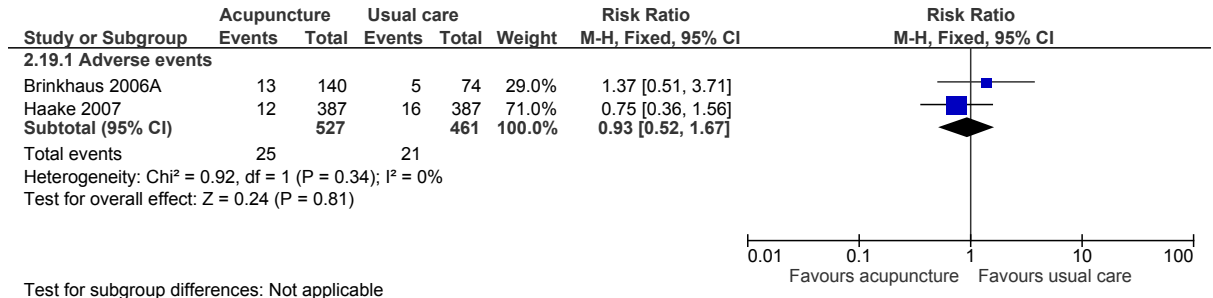 Acupuncture Usual care Risk Ratio Risk Ratio
Study or Subgroup Events Total Events Total Weight M-H, Fixed, 95% CI M-H, Fixed, 95% CI
2.19.1 Adverse events
Brinkhaus 2006A 13 140 5 74 29.0% 1.37 [0.51, 3.71]
Haake 2007 12 387 16 387 71.0% 0.75 [0.36, 1.56]
Subtotal (95% CI) 527 461 100.0% 0.93 [0.52, 1.67]
Total events 25 21
Heterogeneity: Chi² = 0.92, df = 1 (P = 0.34); I² = 0%
Test for overall effect: Z = 0.24 (P = 0.81)
0.01 0.1 1 10 100
Favours acupuncture Favours usual care
Test for subgroup differences: Not applicable